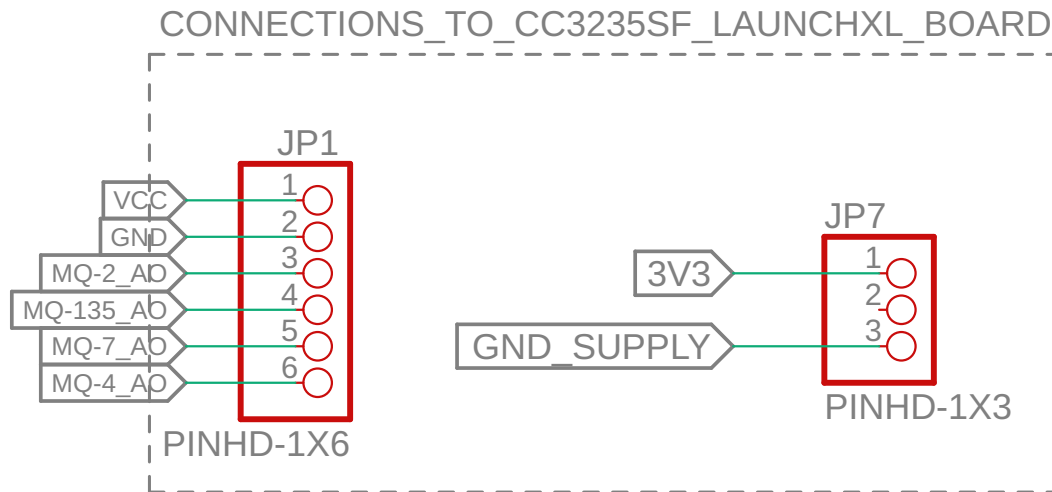 CONNECTIONS_TO_CC3235SF_LAUNCHXL_BOARD
JP1
VCC 1
GND 2
MQ-2_AO 3
MQ-135_AO 4
MQ-7_AO 5
MQ-4_AO 6
PINHD-1X6
JP7
3V3 1
2
GND_SUPPLY 3
PINHD-1X3